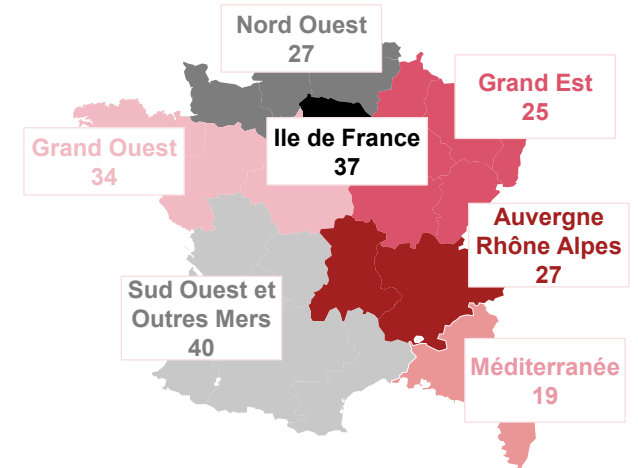 Nord Ouest
27
Grand Est
25
Grand Ouest
34
Ile de France
37
Auvergne
Rhône Alpes
27
Sud Ouest et
Outres Mers
40
Méditerranée
19